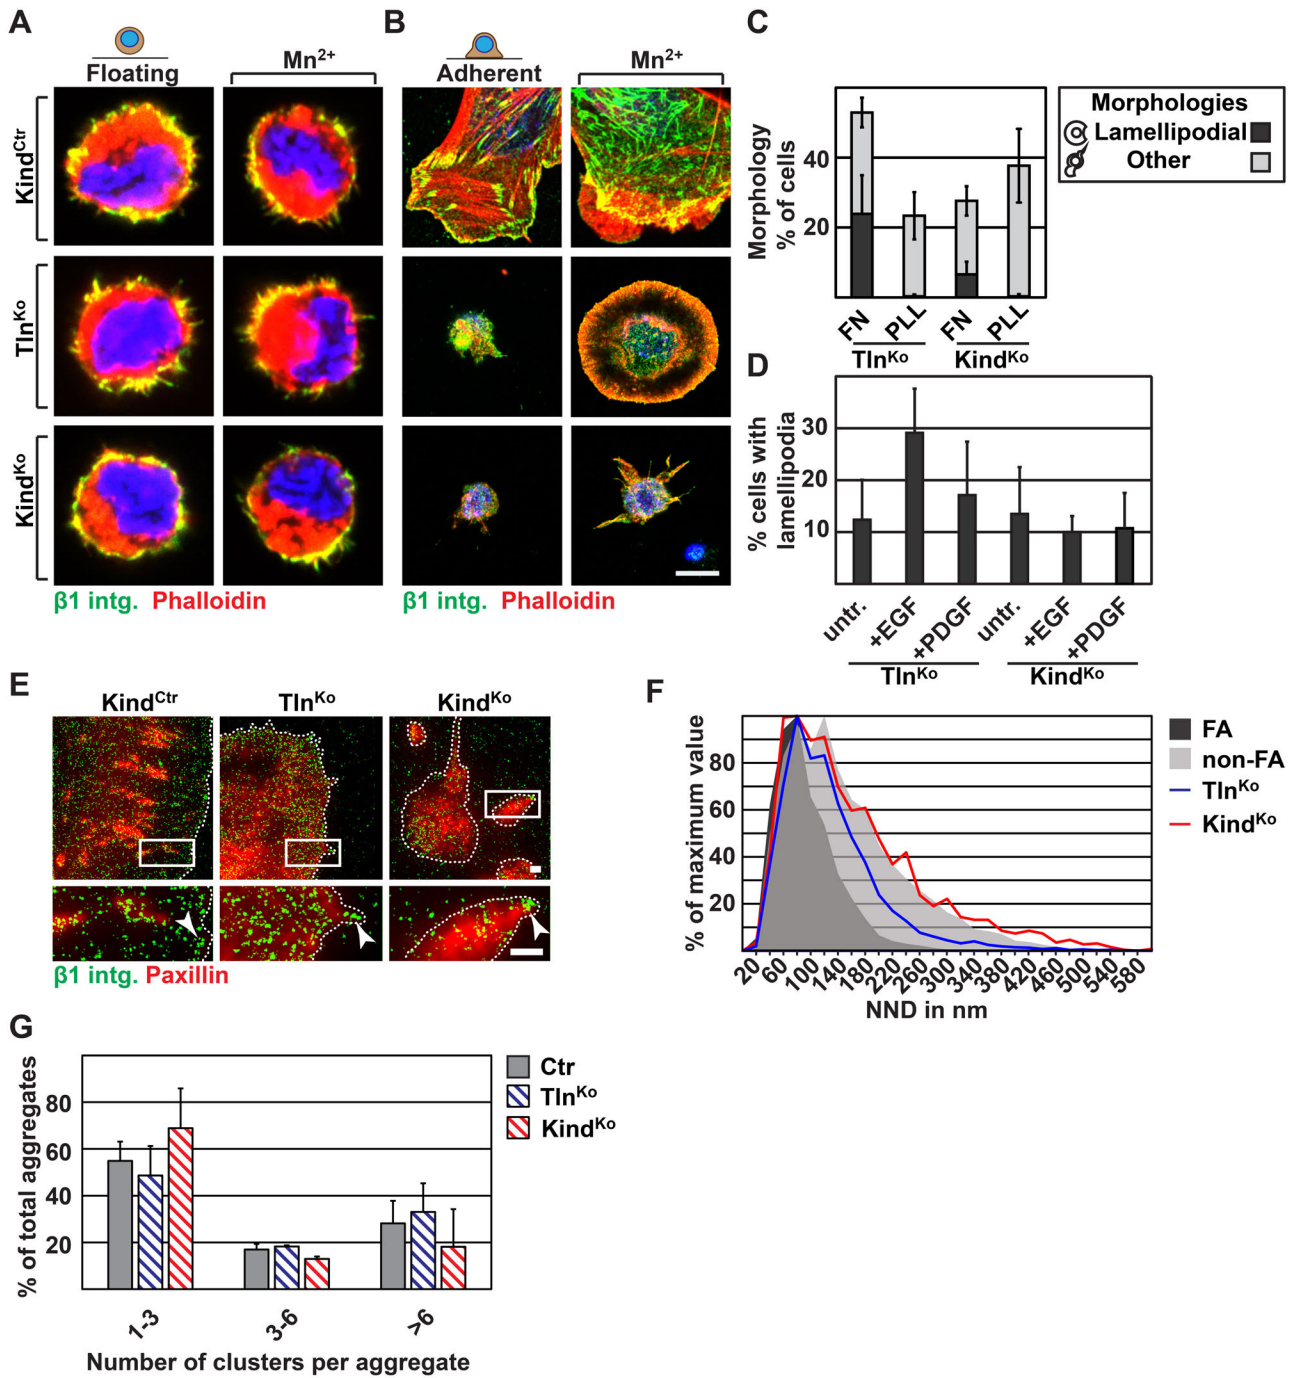 A
Floating
Mn2+
KindCtr
TlnKo
KindKo
β1 intg. Phalloidin
B
Adherent
Mn2+
β1 intg. Phalloidin
C
Morphology
% of cells
40
20
FN
PLL
FN
PLL
TlnKo
KindKo
Morphologies
Lamellipodial
Other
D
% cells with
lamellipodia
30
20
10
untr.
+EGF
+PDGF
untr.
+EGF
+PDGF
TlnKo
KindKo
E
KindCtr
TlnKo
KindKo
β1 intg. Paxillin
F
% of maximum value
80
60
40
20
20
60
100
140
180
220
260
300
340
380
420
460
500
540
580
NND in nm
FA
non-FA
TlnKo
KindKo
G
% of total aggregates
80
60
40
20
1-3
3-6
>6
Number of clusters per aggregate
Ctr
TlnKo
KindKo